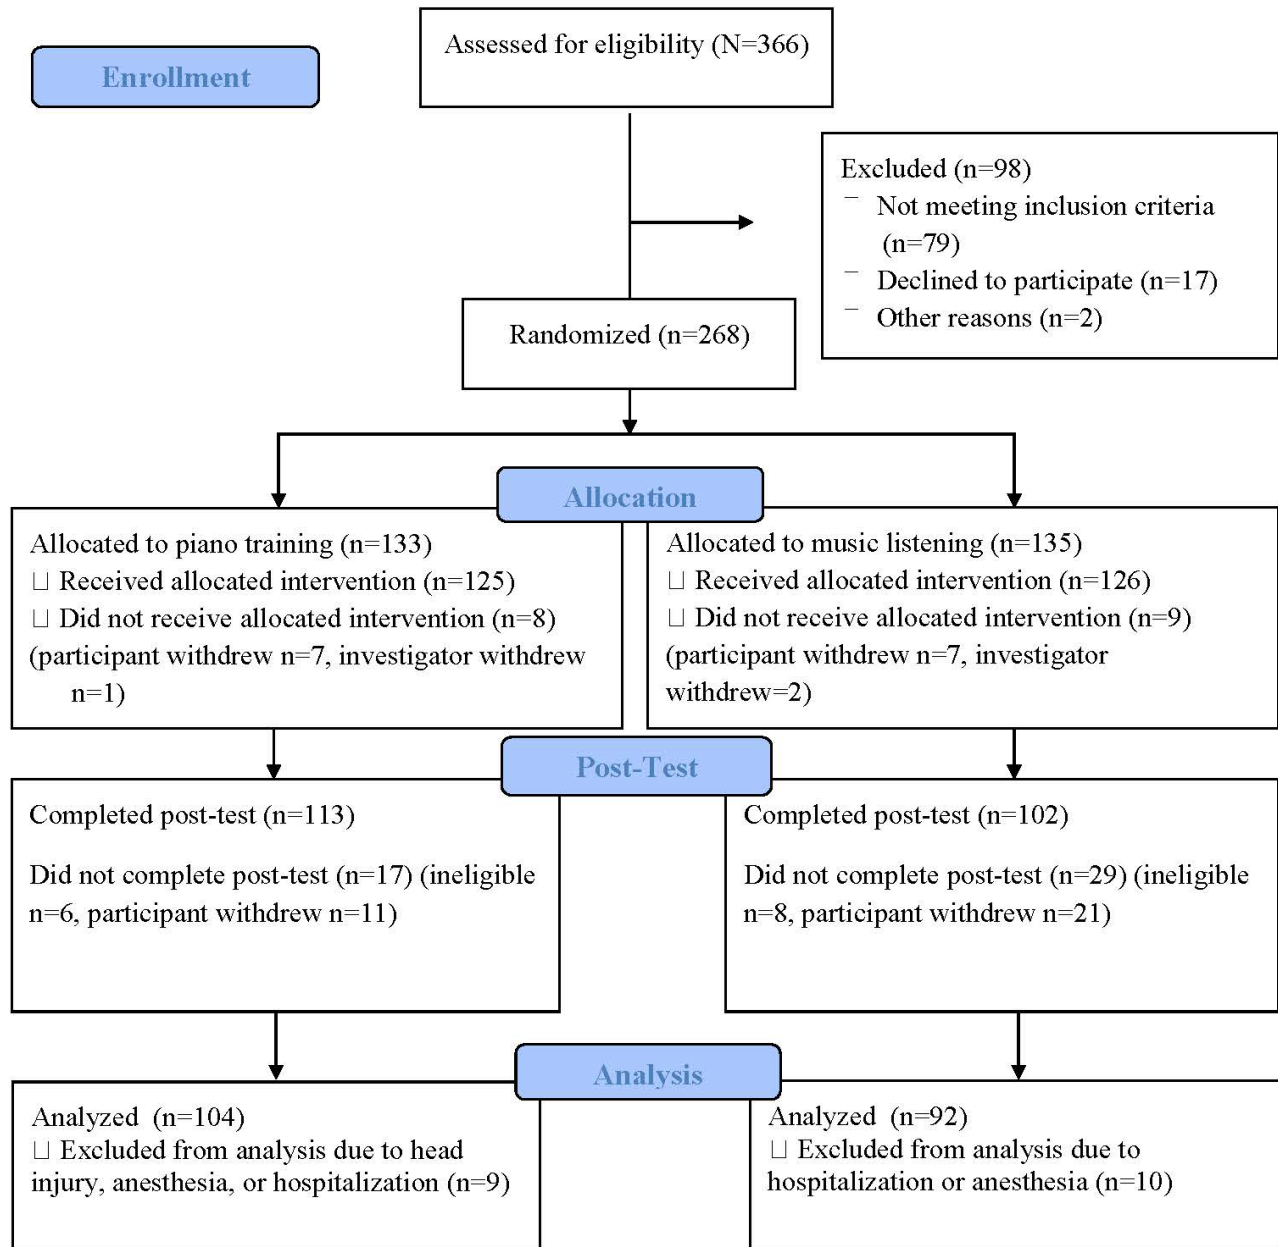 Assessed for eligibility (N=366)
Enrollment
Excluded (n=98)
¯ Not meeting inclusion criteria
(n=79)
¯ Declined to participate (n=17)
¯ Other reasons (n=2)
Randomized (n=268)
Allocation
Allocated to piano training (n=133)
□ Received allocated intervention (n=125)
□ Did not receive allocated intervention (n=8)
(participant withdrew n=7, investigator withdrew
n=1)
Allocated to music listening (n=135)
□ Received allocated intervention (n=126)
□ Did not receive allocated intervention (n=9)
(participant withdrew n=7, investigator
withdrew=2)
Post-Test
Completed post-test (n=113)
Did not complete post-test (n=17) (ineligible
n=6, participant withdrew n=11)
Completed post-test (n=102)
Did not complete post-test (n=29) (ineligible
n=8, participant withdrew n=21)
Analysis
Analyzed (n=104)
□ Excluded from analysis due to head
injury, anesthesia, or hospitalization (n=9)
Analyzed (n=92)
□ Excluded from analysis due to
hospitalization or anesthesia (n=10)